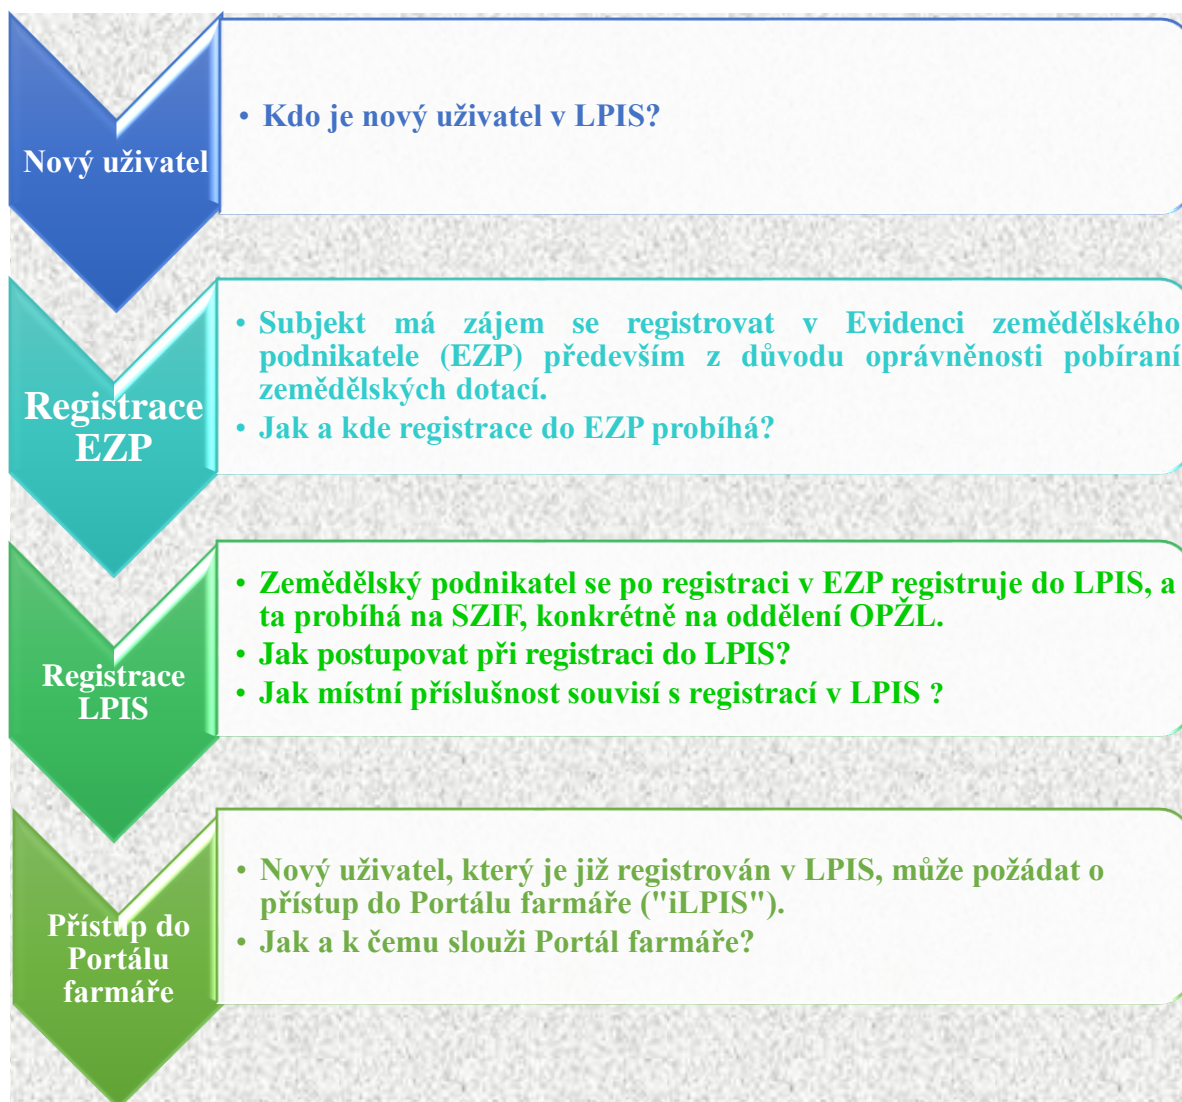 Nový uživatel
• Kdo je nový uživatel v LPIS?
Registrace
EZP
• Subjekt má zájem se registrovat v Evidenci zemědělského
podnikatele (EZP) především z důvodu oprávněnosti pobíraní
zemědělských dotací.
• Jak a kde registrace do EZP probíhá?
Registrace
LPIS
• Zemědělský podnikatel se po registraci v EZP registruje do LPIS, a
ta probíhá na SZIF, konkrétně na oddělení OPŽL.
• Jak postupovat při registraci do LPIS?
• Jak místní příslušnost souvisí s registrací v LPIS ?
Přístup do
Portálu
farmáře
• Nový uživatel, který je již registrován v LPIS, může požádat o
přístup do Portálu farmáře ("iLPIS").
• Jak a k čemu slouži Portál farmáře?